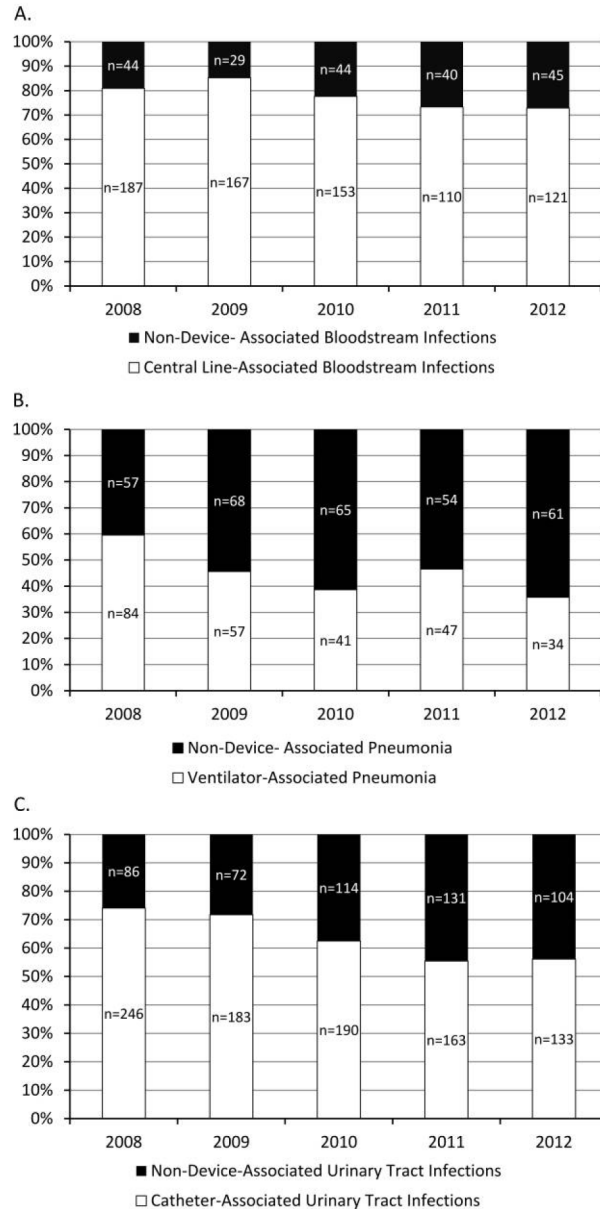 A.
100%
90%
80%
70%
60%
50%
40%
30%
20%
10%
0%
n=44
n=29
n=44
n=40
n=45
n=187
n=167
n=153
n=110
n=121
2008 2009 2010 2011 2012
Non-Device- Associated Bloodstream Infections
Central Line-Associated Bloodstream Infections
B.
100%
90%
80%
70%
60%
50%
40%
30%
20%
10%
0%
n=57
n=68
n=65
n=54
n=61
n=84
n=57
n=41
n=47
n=34
2008 2009 2010 2011 2012
Non-Device- Associated Pneumonia
Ventilator-Associated Pneumonia
C.
100%
90%
80%
70%
60%
50%
40%
30%
20%
10%
0%
n=86
n=72
n=114
n=131
n=104
n=246
n=183
n=190
n=163
n=133
2008 2009 2010 2011 2012
Non-Device-Associated Urinary Tract Infections
Catheter-Associated Urinary Tract Infections